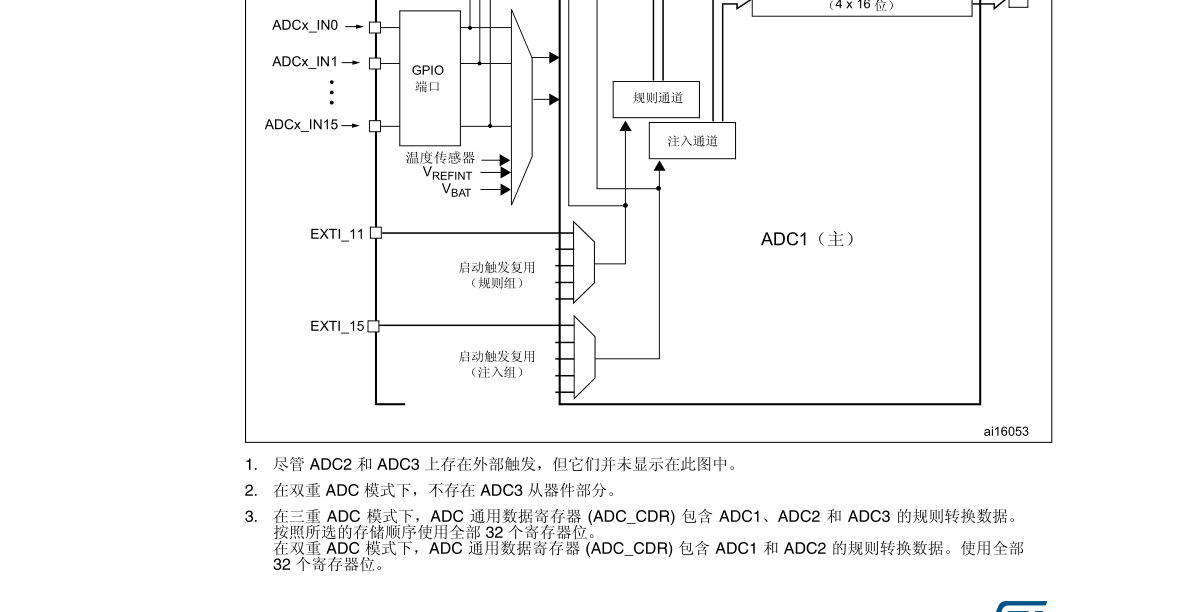 （4 x 16 位）
ADCx_IN0
ADCx_IN1
GPIO
端口
规则通道
ADCx_IN15
注入通道
温度传感器
VREFINT
VBAT
EXTI_11
ADC1（主）
启动触发复用
（规则组）
EXTI_15
启动触发复用
（注入组）
ai16053
1. 尽管 ADC2 和 ADC3 上存在外部触发，但它们并未显示在此图中。
2. 在双重 ADC 模式下，不存在 ADC3 从器件部分。
3. 在三重 ADC 模式下，ADC 通用数据寄存器 (ADC_CDR) 包含 ADC1、ADC2 和 ADC3 的规则转换数据。
按照所选的存储顺序使用全部 32 个寄存器位。
在双重 ADC 模式下，ADC 通用数据寄存器 (ADC_CDR) 包含 ADC1 和 ADC2 的规则转换数据。使用全部
32 个寄存器位。